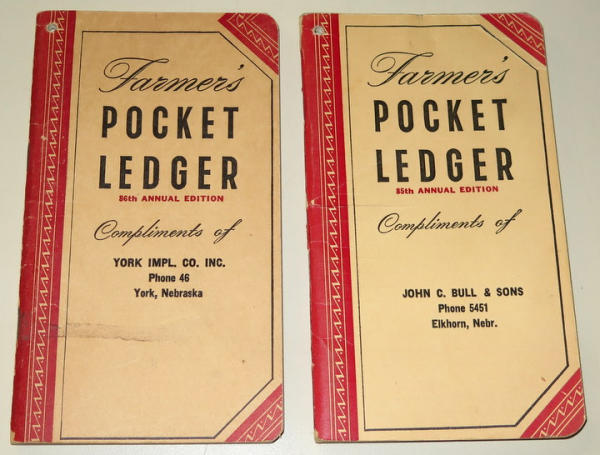 Farmer's
POCKET
LEDGER
86th ANNUAL EDITION
Compliments of
YORK IMPL. CO. INC.
Phone 46
York, Nebraska
Farmer's
POCKET
LEDGER
85th ANNUAL EDITION
Compliments of
JOHN C. BULL & SONS
Phone 5451
Elkhorn, Nebr.